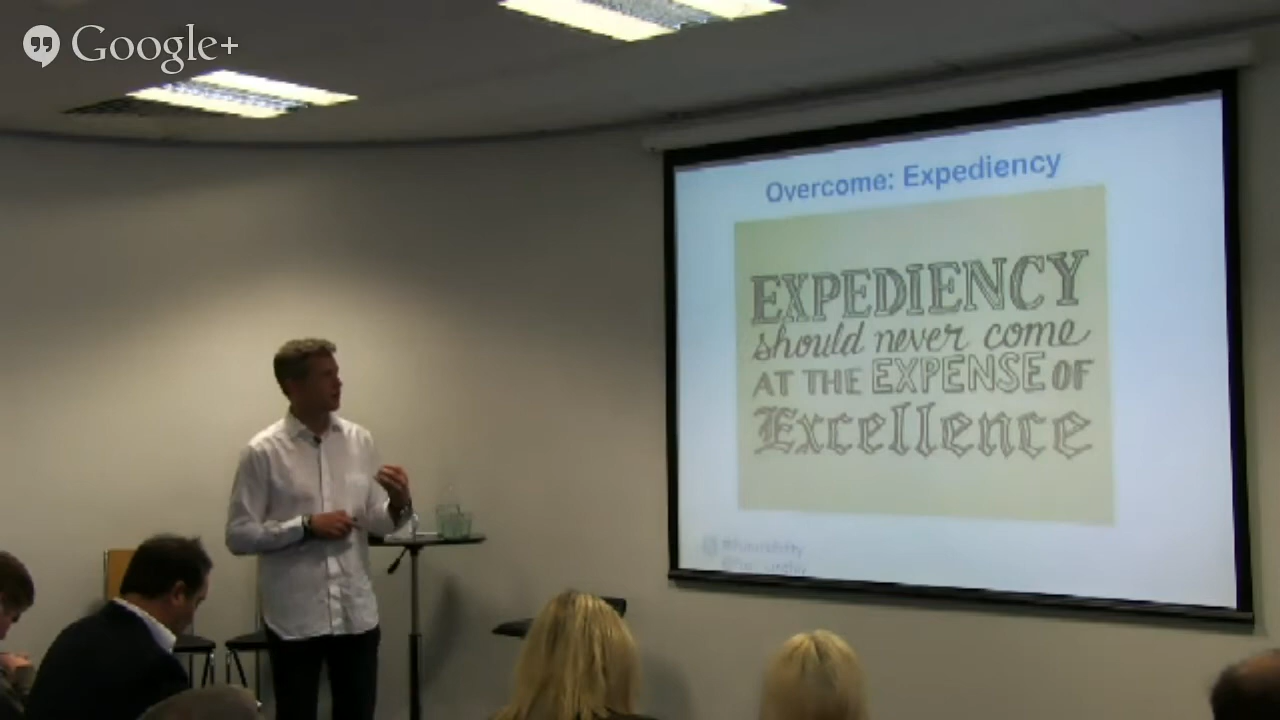 Google+
Overcome: Expediency
EXPEDIENCY
should never come
AT THE EXPENSE OF
Excellence